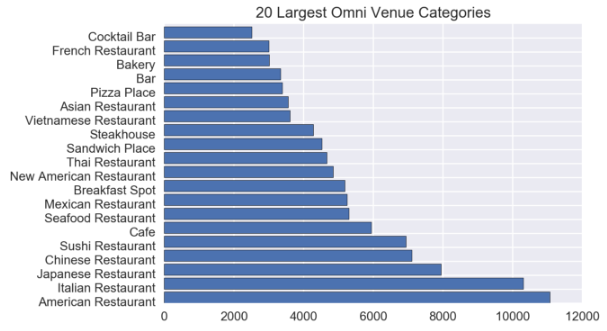 20 Largest Omni Venue Categories
Cocktail Bar
French Restaurant
Bakery
Bar
Pizza Place
Asian Restaurant
Vietnamese Restaurant
Steakhouse
Sandwich Place
Thai Restaurant
New American Restaurant
Breakfast Spot
Mexican Restaurant
Seafood Restaurant
Cafe
Sushi Restaurant
Chinese Restaurant
Japanese Restaurant
Italian Restaurant
American Restaurant
0 2000 4000 6000 8000 10000 12000